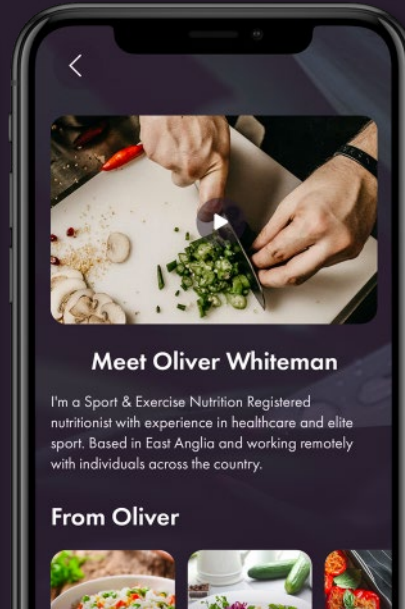 Meet Oliver Whiteman
I'm a Sport & Exercise Nutrition Registered
nutritionist with experience in healthcare and elite
sport. Based in East Anglia and working remotely
with individuals across the country.
From Oliver